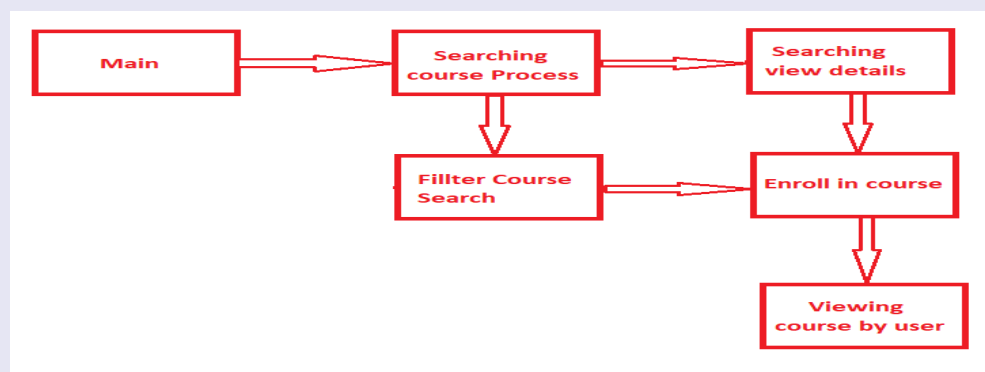 Main
Searching
course Process
Searching
view details
Fillter Course
Search
Enroll in course
Viewing
course by user